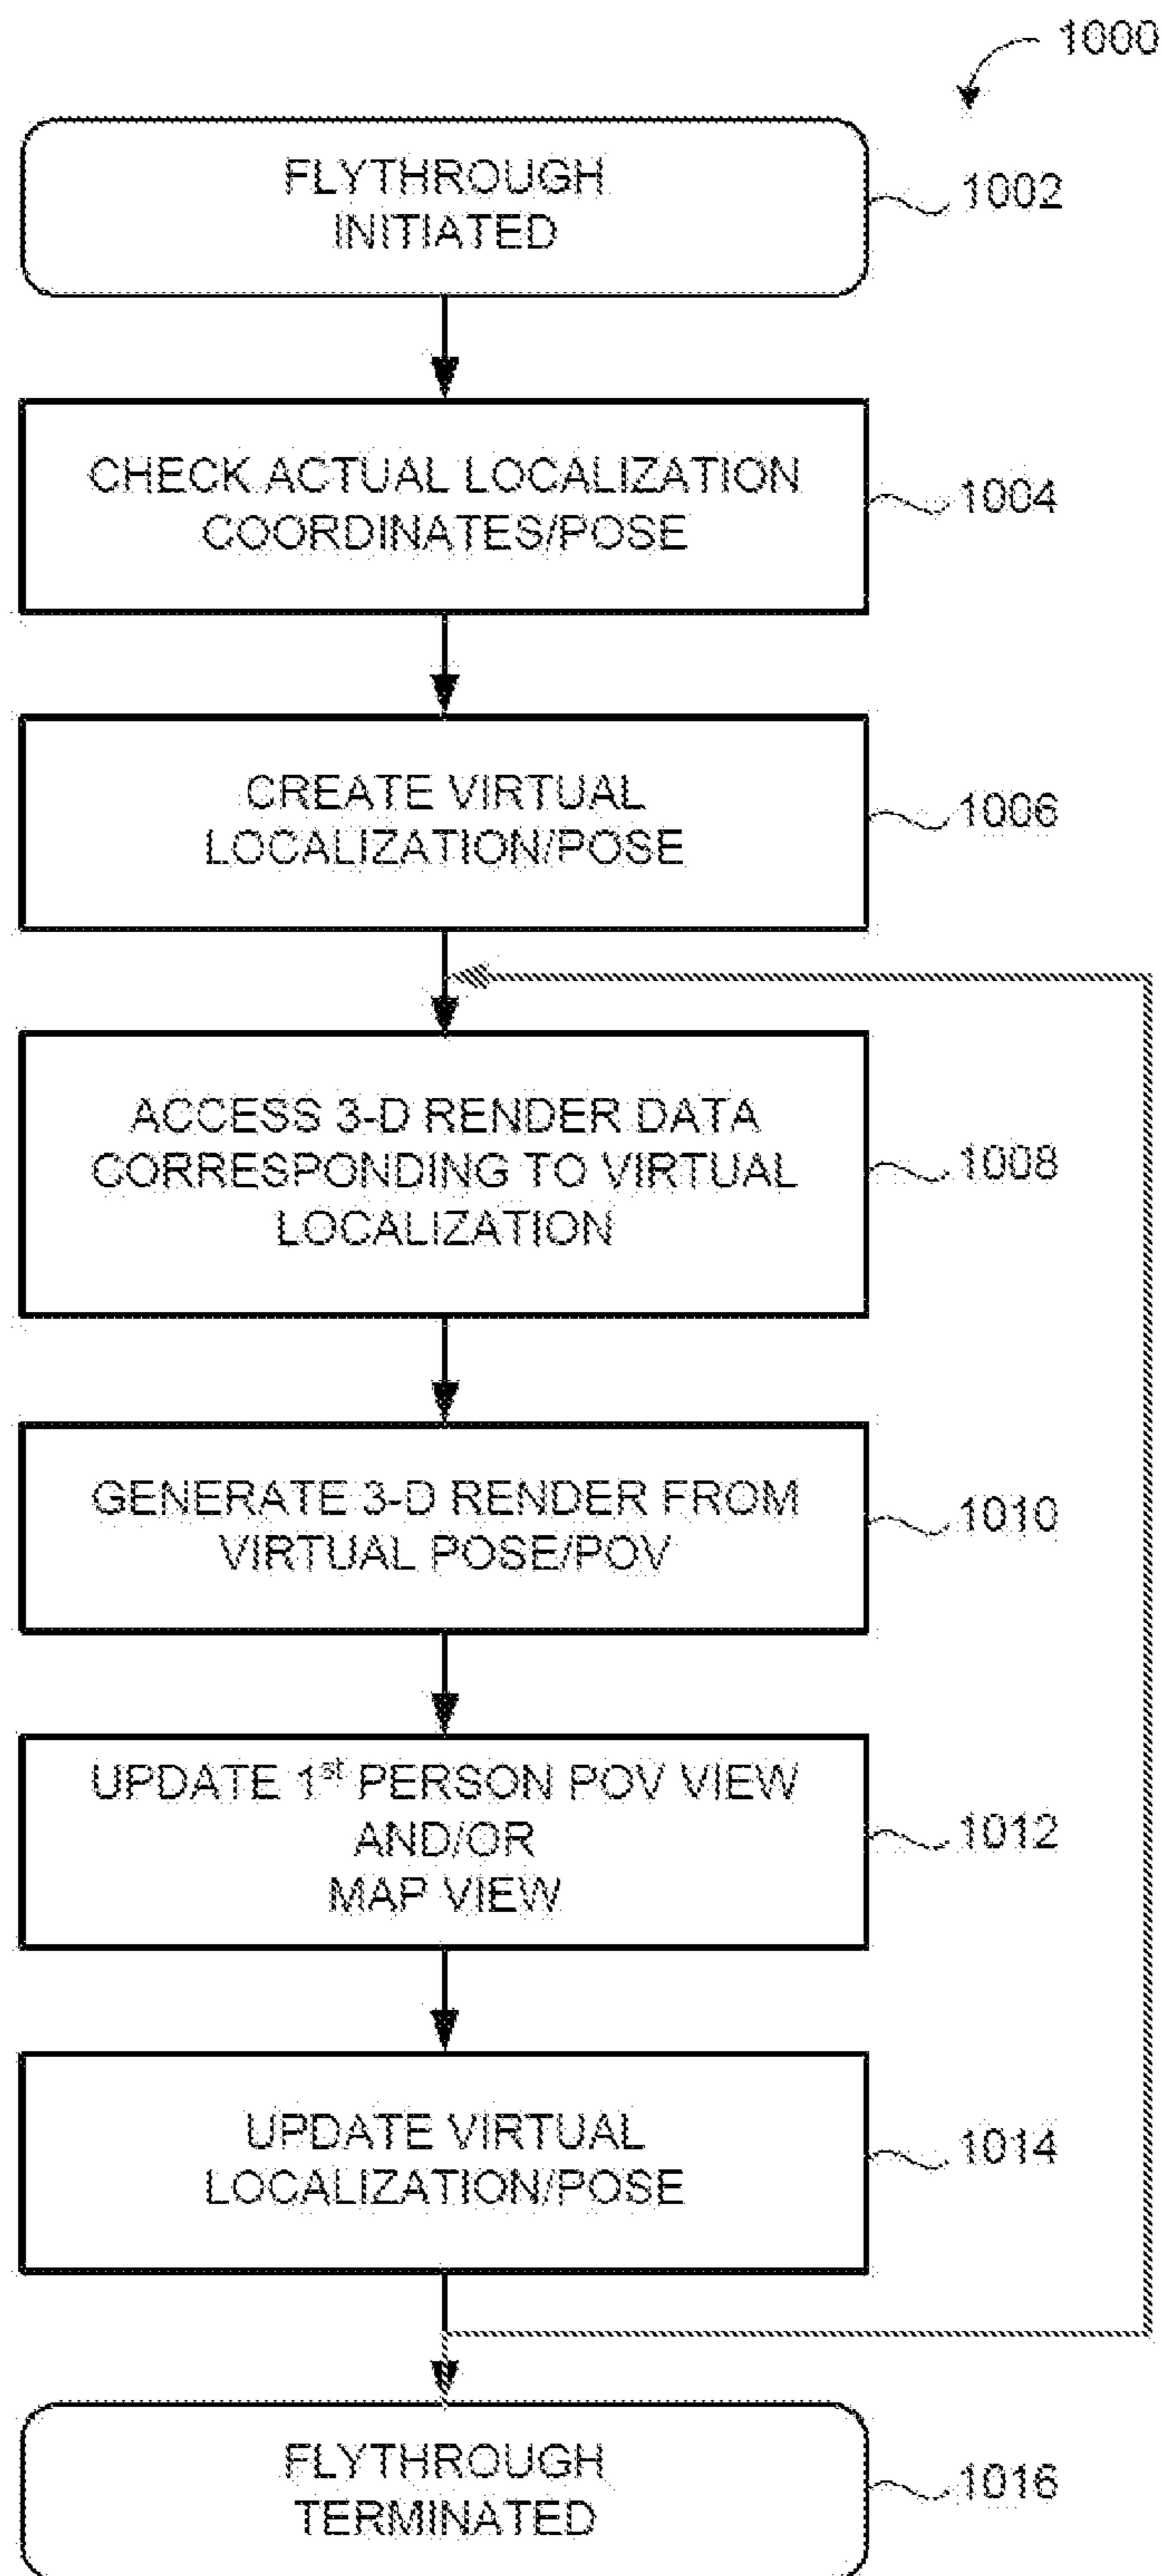 1000
FLYTHROUGH
INITIATED
1002
CHECK ACTUAL LOCALIZATION
COORDINATES/POSE
1004
CREATE VIRTUAL
LOCALIZATION/POSE
1006
ACCESS 3-D RENDER DATA
CORRESPONDING TO VIRTUAL
LOCALIZATION
1008
GENERATE 3-D RENDER FROM
VIRTUAL POSE/POV
1010
UPDATE 1st PERSON POV VIEW
AND/OR
MAP VIEW
1012
UPDATE VIRTUAL
LOCALIZATION/POSE
1014
FLYTHROUGH
TERMINATED
1016